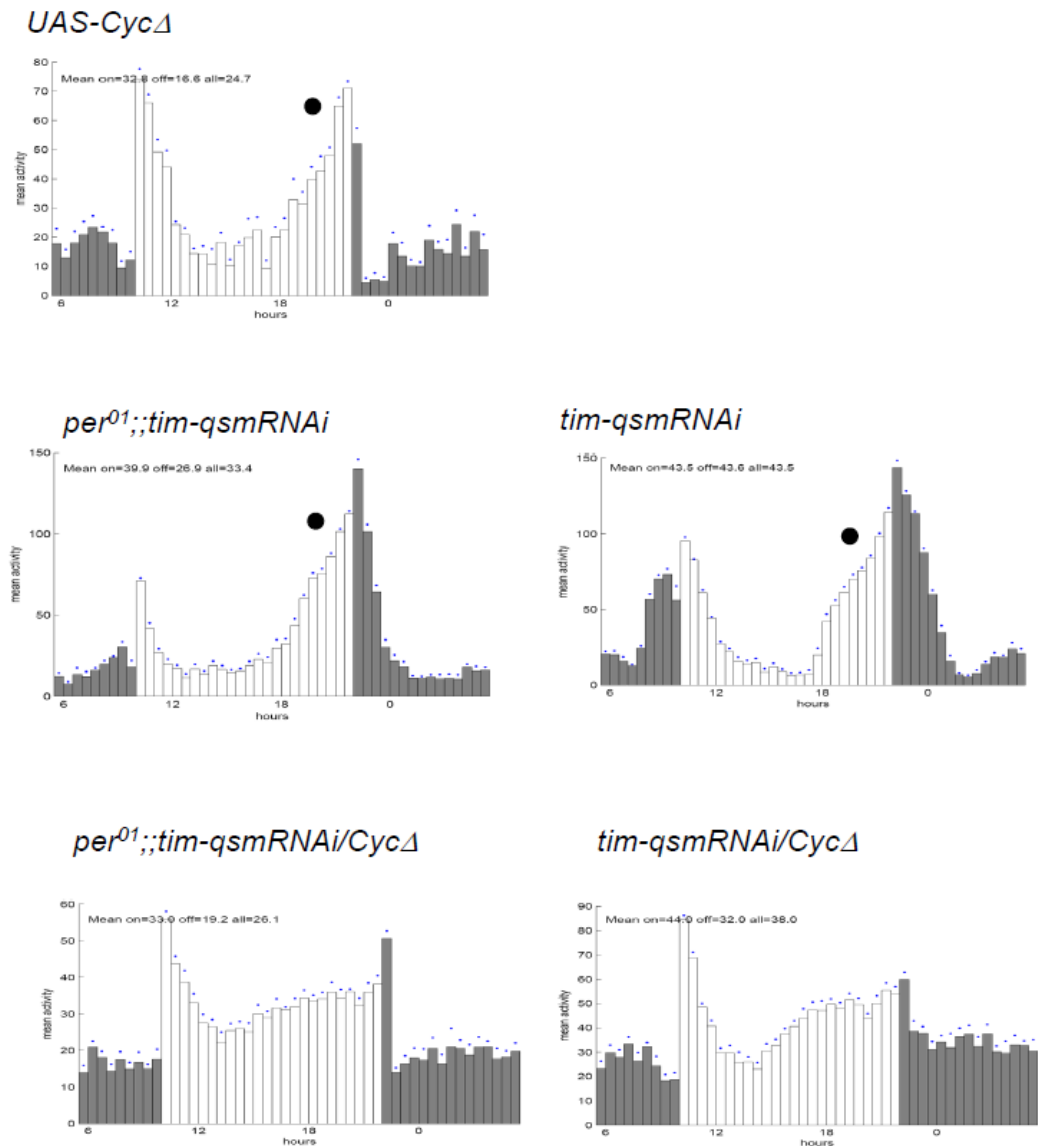 UAS-CycΔ
80
70
60
50
40
30
20
10
0
Mean on=32.8 off=16.6 all=24.7
mean activity
6 12 18 0
hours
per01;;tim-qsmRNAi
150
100
50
0
Mean on=39.9 off=26.9 all=33.4
mean activity
6 12 18 0
hours
tim-qsmRNAi
150
100
50
0
Mean on=43.5 off=43.6 all=43.5
mean activity
6 12 18 0
hours
per01;;tim-qsmRNAi/CycΔ
60
50
40
30
20
10
0
Mean on=33.0 off=19.2 all=26.1
mean activity
6 12 18 0
hours
tim-qsmRNAi/CycΔ
90
80
70
60
50
40
30
20
10
0
Mean on=44.0 off=32.0 all=38.0
mean activity
6 18 0
hours